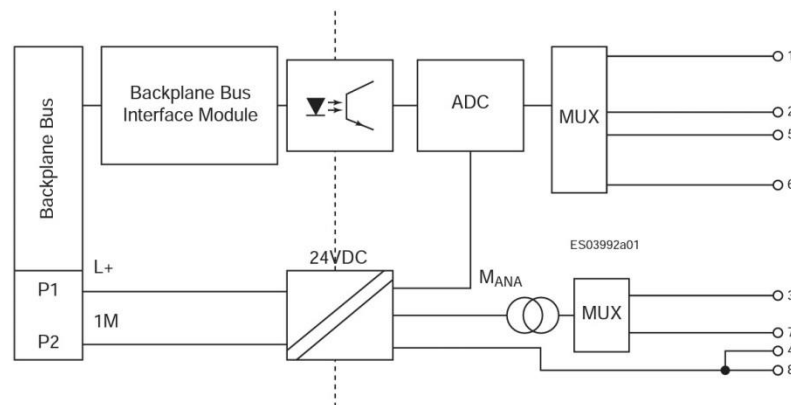 Backplane Bus
Backplane Bus
Interface Module
ADC
MUX
1
2
5
6
ES03992a01
24VDC
L+
P1
1M
P2
MANA
MUX
3
7
4
8